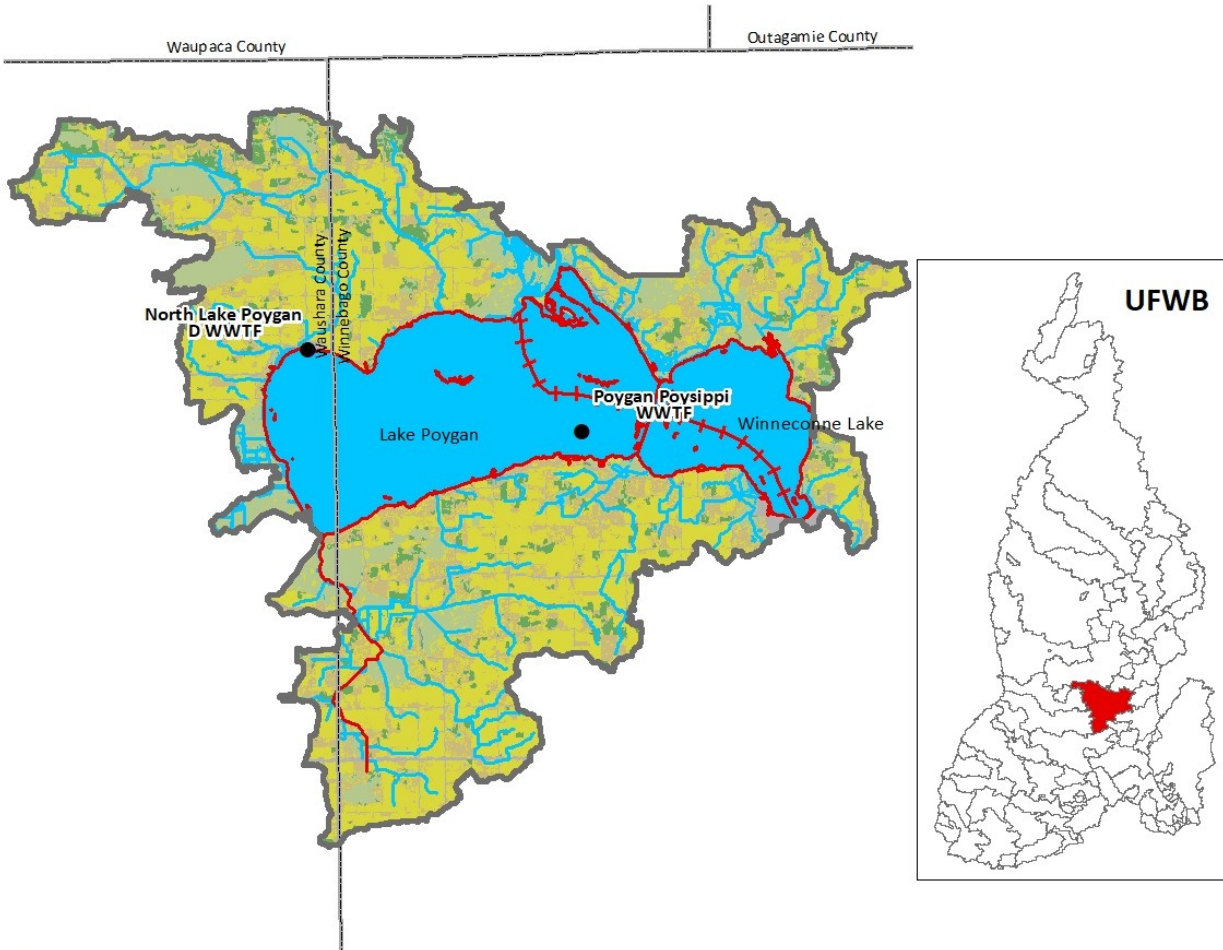 Waupaca County
Outagamie County
UFWB
Waushara County
Winnebago County
North Lake Poygan
D WWTF
Poygan Poysippi
WWTF
Winneconne Lake
Lake Poygan